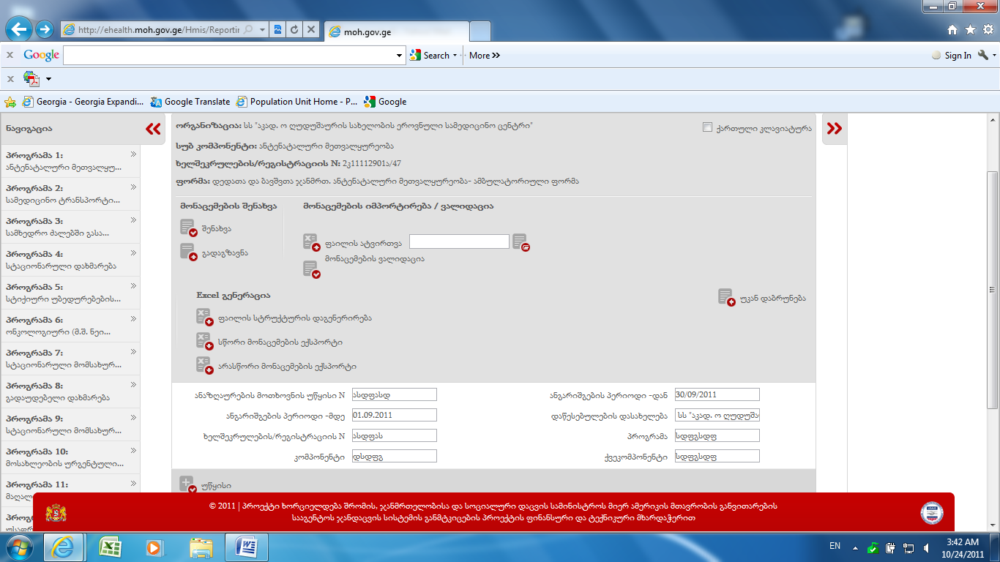 http://ehealth.moh.gov.ge/Hmis/Reportin
moh.gov.ge
Google
Search
More
Sign In
Georgia - Georgia Expandi...
Google Translate
Population Unit Home - P...
Google
ნავიგაცია
პროგრამა 1:
ანტენატალური მეთვალყუ...
პროგრამა 2:
სამედიცინო ტრანსპორტი...
პროგრამა 3:
სამხედრო ძალებში გასა...
პროგრამა 4:
სტაციონარული დახმარება
პროგრამა 5:
სტიქიური უბედურებების...
პროგრამა 6:
ონკოლოგიური (მ.შ. ნეი...
პროგრამა 7:
სტაციონარული მომსახურ...
პროგრამა 8:
გადაუდებელი დახმარება
პროგრამა 9:
სტაციონარული მომსახურ...
პროგრამა 10:
მოსახლეობის ურგენტული...
პროგრამა 11:
ორგანიზაცია: სს "აკად. ო ღუდუშაურის სახელობის ეროვნული სამედიცინო ცენტრი"
ქართული კლავიატურა
სუბ კომპონენტი: ანტენატალური მეთვალყურეობა
ხელშეკრულების/რეგისტრაციის N: 2კ11112901ა/47
ფორმა: დედათა და ბავშვთა ჯანმრთ. ანტენატალური მეთვალყურეობა- ამბულატორიული ფორმა
მონაცემების შენახვა
მონაცემების იმპორტირება / ვალიდაცია
შენახვა
გადაგზავნა
ფაილის ატვირთვა
მონაცემების ვალიდაცია
Excel გენერაცია
უკან დაბრუნება
ფაილის სტრუქტურის დაგენერირება
სწორი მონაცემების ექსპორტი
არასწორი მონაცემების ექსპორტი
ანაზღაურების მოთხოვნის უწყისი N ასდფასდ
ანგარიშგების პერიოდი -დან 30/09/2011
ანგარიშგების პერიოდი -მდე 01.09.2011
დაწესებულების დასახელება სს "აკად. ო ღუდუშა
ხელშეკრულების/რეგისტრაციის N ასდფას
პროგრამა სდფგსდფ
კომპონენტი დსდფგ
ქვეკომპონენტი სდფგსდფ
უწყისი
© 2011 | პროექტი ხორციელდება შრომის, ჯანმრთელობისა და სოციალური დაცვის სამინისტროს მიერ ამერიკის მთავრობის განვითარების
სააგენტოს ჯანდაცვის სისტემის განმტკიცების პროექტის ფინანსური და ტექნიკური მხარდაჭერით
EN
3:42 AM
10/24/2011